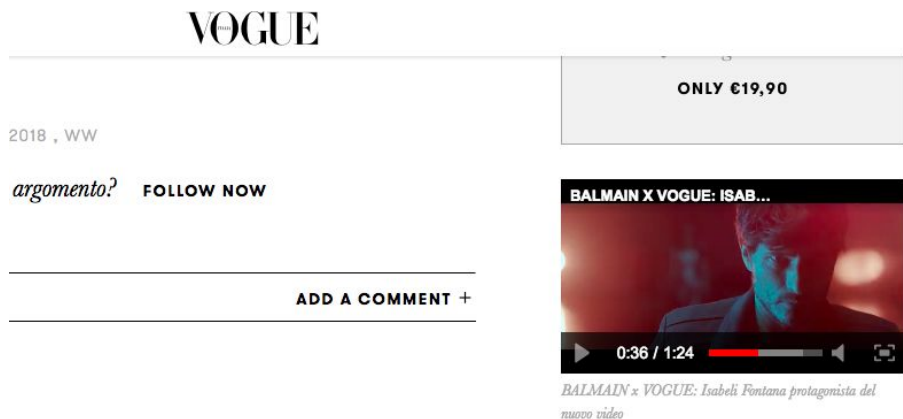 VOGUE
ONLY €19,90
2018 , WW
argomento? FOLLOW NOW
ADD A COMMENT +
BALMAIN X VOGUE: ISAB...
0:36 / 1:24
BALMAIN x VOGUE: Isabeli Fontana protagonista del
nuovo video